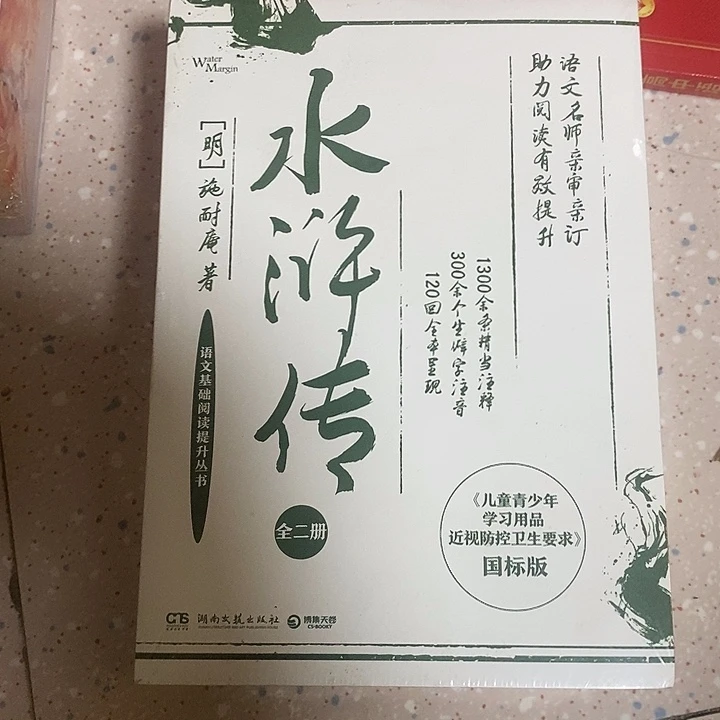 Water
Margin
语文名师亲审亲订
助力阅读有效提升
1300余条精当注释
300余个生僻字注音
120回全本呈现
水浒传
[明]施耐庵 著
语文基础阅读提升丛书
全二册
《儿童青少年
学习用品
近视防控卫生要求》
国标版
湖南文艺出版社
博集天卷
CS-BOOKY